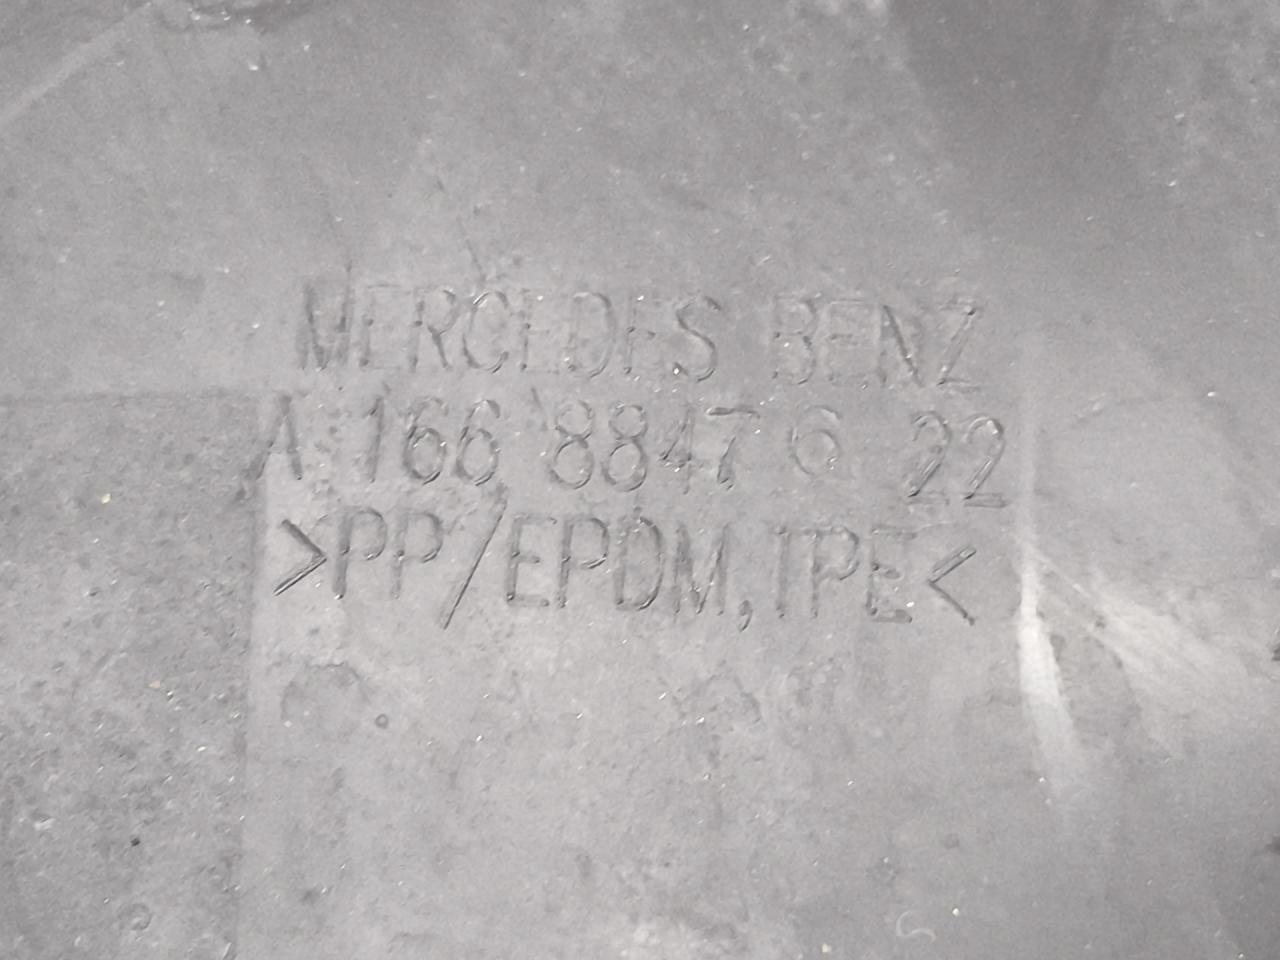 MERCEDES BENZ
A 166 8847 6 22
>PP/EPDM,TPE<